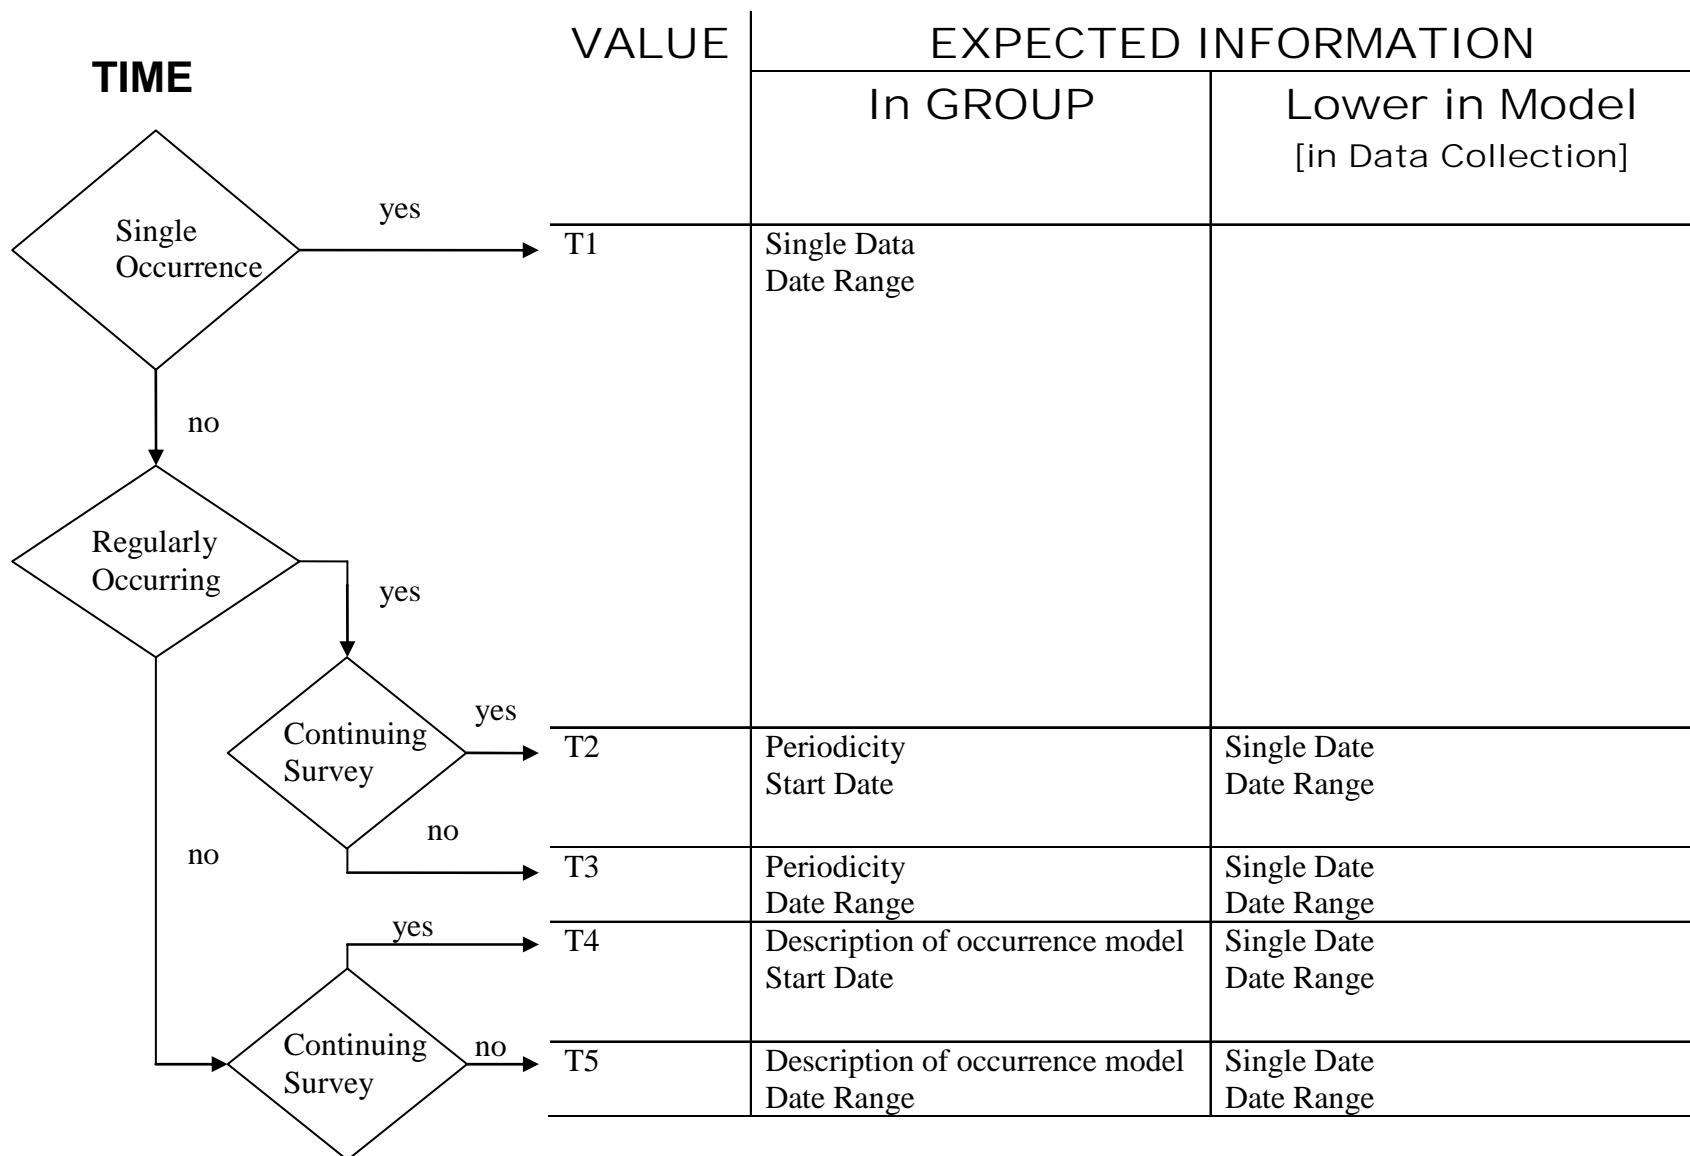 VALUE
EXPECTED INFORMATION
TIME
In GROUP
Lower in Model
[in Data Collection]
Single
Occurrence
yes
T1
Single Data
Date Range
no
Regularly
Occurring
yes
Continuing
Survey
yes
T2
Periodicity
Start Date
Single Date
Date Range
no
no
T3
Periodicity
Date Range
Single Date
Date Range
yes
T4
Description of occurrence model
Start Date
Single Date
Date Range
Continuing
Survey
no
T5
Description of occurrence model
Date Range
Single Date
Date Range